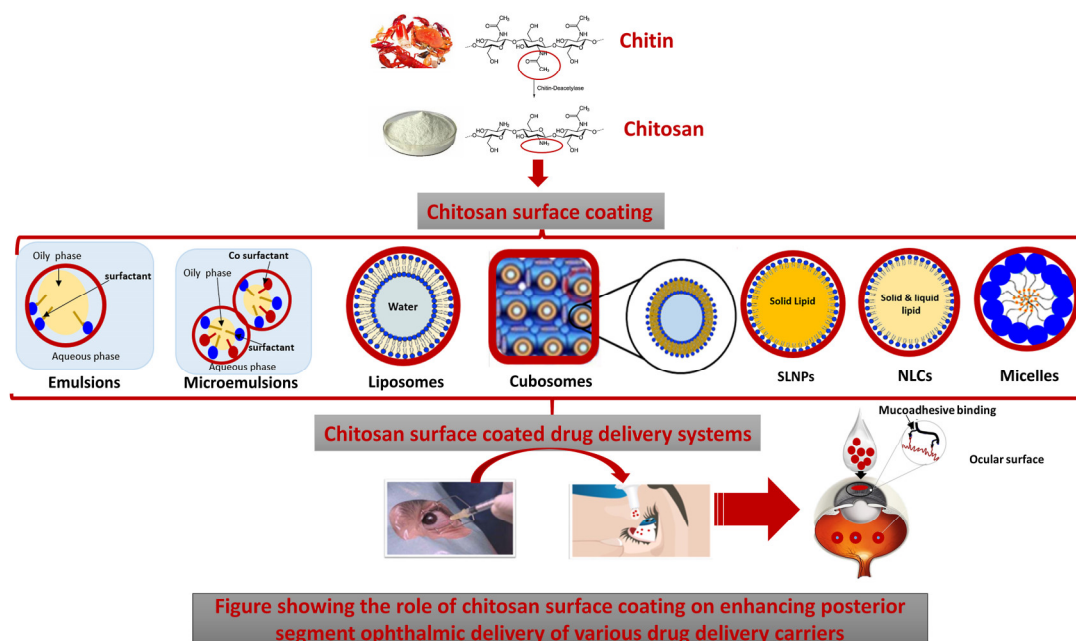 Chitin
Chitin-Deacetylase
Chitosan
Chitosan surface coating
Oily phase
surfactant
Aqueous phase
Emulsions
Co surfactant
Oily phase
surfactant
Aqueous phase
Microemulsions
Water
Liposomes
Cubosomes
Solid Lipid
SLNPs
Solid & liquid
lipid
NLCs
Micelles
Chitosan surface coated drug delivery systems
Mucoadhesive binding
Ocular surface
Figure showing the role of chitosan surface coating on enhancing posterior
segment ophthalmic delivery of various drug delivery carriers